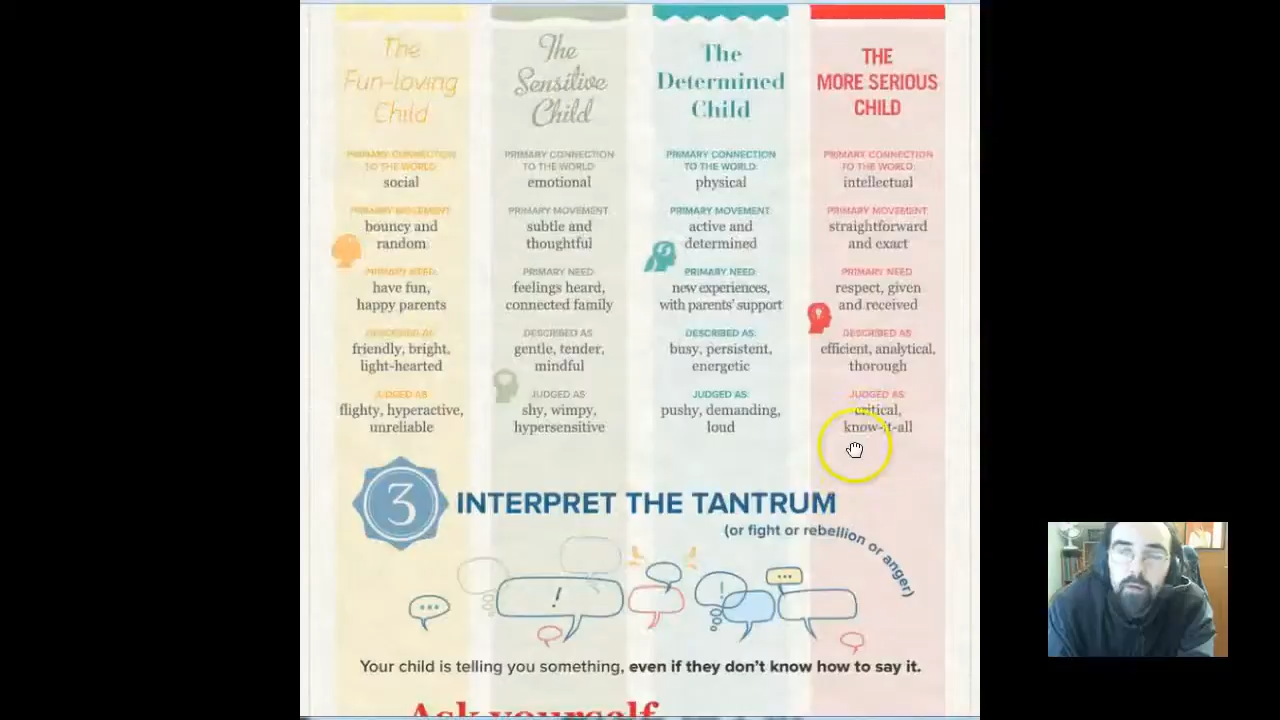 The
Fun-loving
Child
PRIMARY CONNECTION
TO THE WORLD:
social
PRIMARY MOVEMENT:
bouncy and
random
PRIMARY NEED:
have fun,
happy parents
DESCRIBED AS:
friendly, bright,
light-hearted
JUDGED AS:
flighty, hyperactive,
unreliable
The
Sensitive
Child
PRIMARY CONNECTION
TO THE WORLD:
emotional
PRIMARY MOVEMENT:
subtle and
thoughtful
PRIMARY NEED:
feelings heard,
connected family
DESCRIBED AS:
gentle, tender,
mindful
JUDGED AS:
shy, wimpy,
hypersensitive
The
Determined
Child
PRIMARY CONNECTION
TO THE WORLD:
physical
PRIMARY MOVEMENT:
active and
determined
PRIMARY NEED:
new experiences,
with parents' support
DESCRIBED AS:
busy, persistent,
energetic
JUDGED AS:
pushy, demanding,
loud
THE
MORE SERIOUS
CHILD
PRIMARY CONNECTION
TO THE WORLD:
intellectual
PRIMARY MOVEMENT:
straightforward
and exact
PRIMARY NEED:
respect, given
and received
DESCRIBED AS:
efficient, analytical,
thorough
JUDGED AS:
critical,
know-it-all
3 INTERPRET THE TANTRUM
(or fight or rebellion or anger)
...
!
!
...
Your child is telling you something, even if they don't know how to say it.
Ask yourself